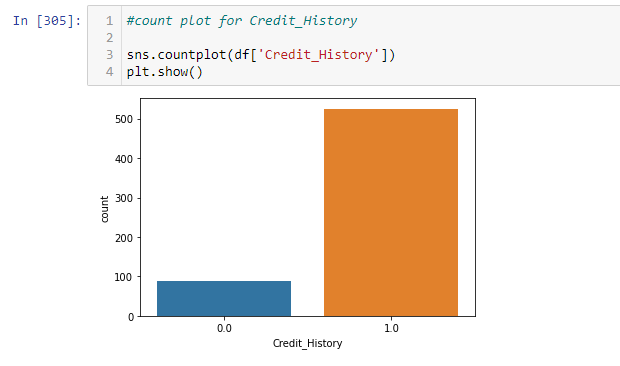 In [305]:
1 #count plot for Credit_History
2
3 sns.countplot(df['Credit_History'])
4 plt.show()
500
400
300
200
100
0
count
0.0 1.0
Credit_History